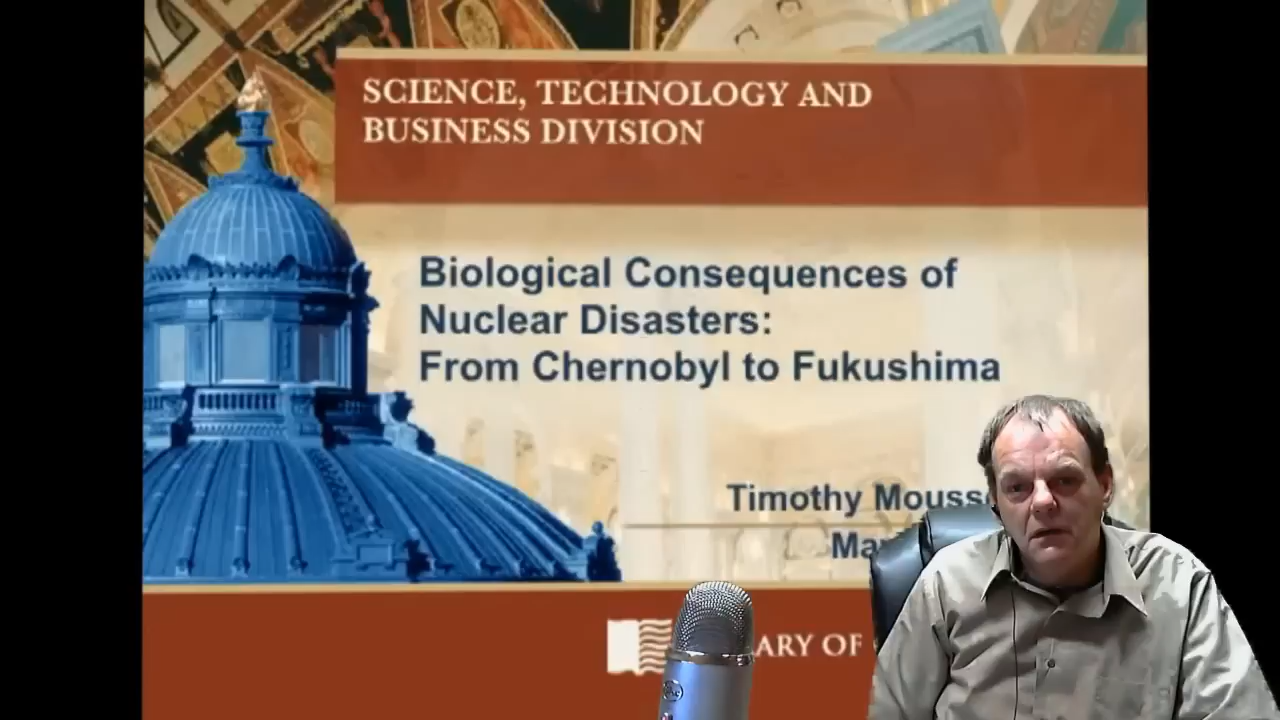 SCIENCE, TECHNOLOGY AND
BUSINESS DIVISION
Biological Consequences of
Nuclear Disasters:
From Chernobyl to Fukushima
Timothy
ARY OF